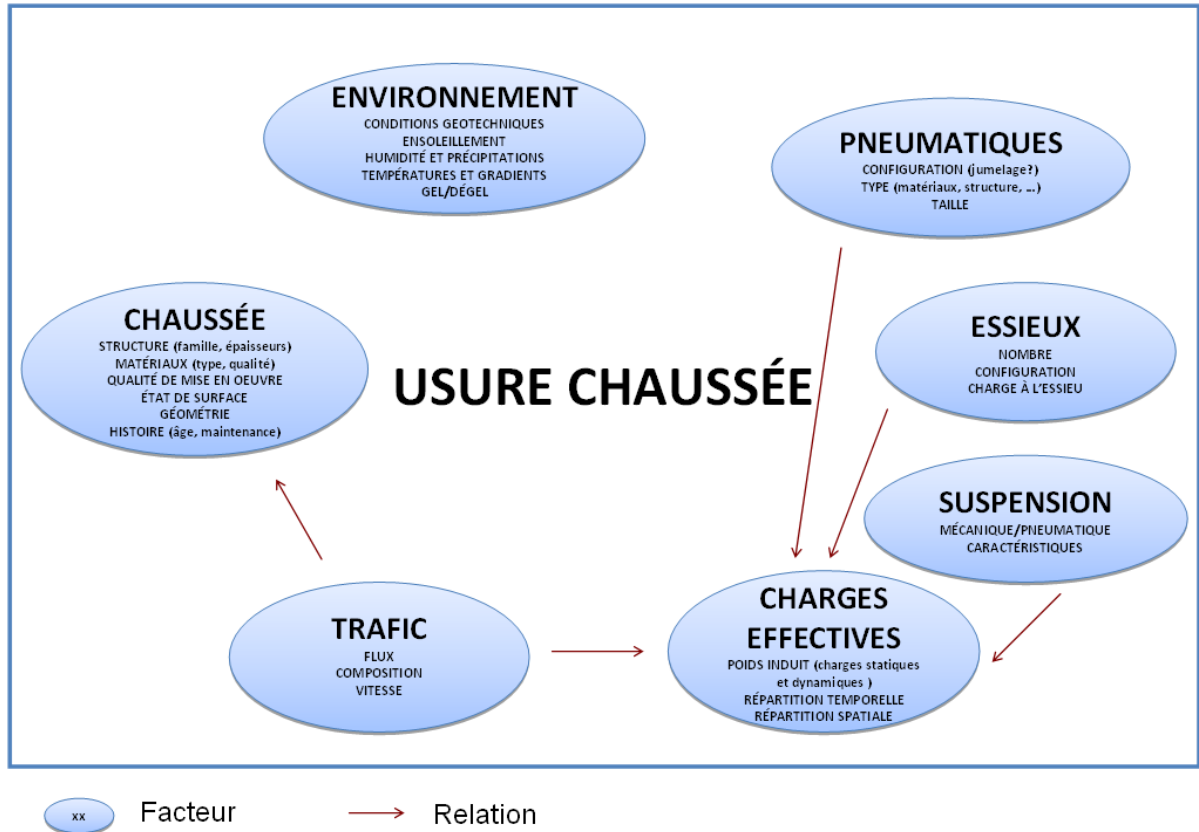 ENVIRONNEMENT
CONDITIONS GEOTECHNIQUES
ENSOLEILLEMENT
HUMIDITÉ ET PRÉCIPITATIONS
TEMPÉRATURES ET GRADIENTS
GEL/DÉGEL
PNEUMATIQUES
CONFIGURATION (jumelage?)
TYPE (matériaux, structure, ...)
TAILLE
CHAUSSÉE
STRUCTURE (famille, épaisseurs)
MATÉRIAUX (type, qualité)
QUALITÉ DE MISE EN OEUVRE
ÉTAT DE SURFACE
GÉOMÉTRIE
HISTOIRE (âge, maintenance)
USURE CHAUSSÉE
ESSIEUX
NOMBRE
CONFIGURATION
CHARGE À L'ESSIEU
SUSPENSION
MÉCANIQUE/PNEUMATIQUE
CARACTÉRISTIQUES
TRAFIC
FLUX
COMPOSITION
VITESSE
CHARGES
EFFECTIVES
POIDS INDUIT (charges statiques
et dynamiques )
RÉPARTITION TEMPORELLE
RÉPARTITION SPATIALE
xx
Facteur
Relation